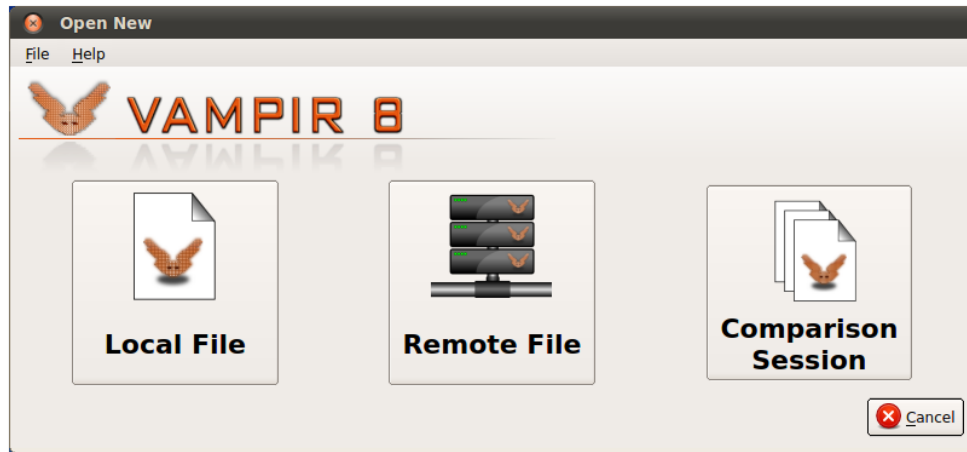 Open New
File Help
VAMPIR 8
Local File
Remote File
Comparison
Session
Cancel